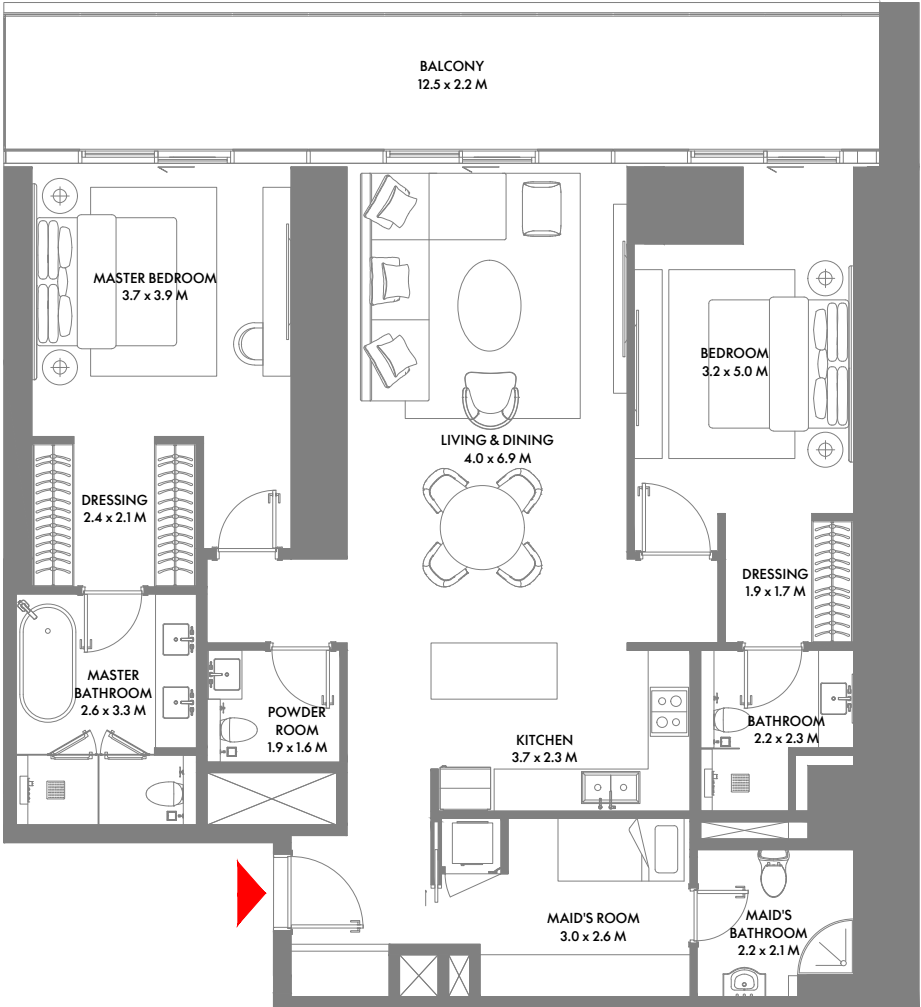 BALCONY
12.5 x 2.2 M
MASTER BEDROOM
3.7 x 3.9 M
BEDROOM
3.2 x 5.0 M
LIVING & DINING
4.0 x 6.9 M
DRESSING
2.4 x 2.1 M
DRESSING
1.9 x 1.7 M
MASTER
BATHROOM
2.6 x 3.3 M
POWDER
ROOM
1.9 x 1.6 M
KITCHEN
3.7 x 2.3 M
BATHROOM
2.2 x 2.3 M
MAID'S ROOM
3.0 x 2.6 M
MAID'S
BATHROOM
2.2 x 2.1 M